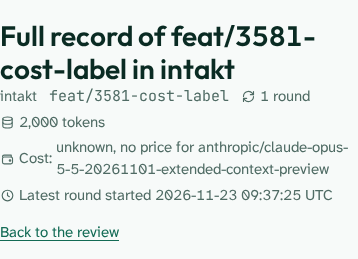 Full record of feat/3581-
cost-label in intakt
intakt feat/3581-cost-label 1 round
2,000 tokens
Cost: unknown, no price for anthropic/claude-opus-
5-5-20261101-extended-context-preview
Latest round started 2026-11-23 09:37:25 UTC
Back to the review